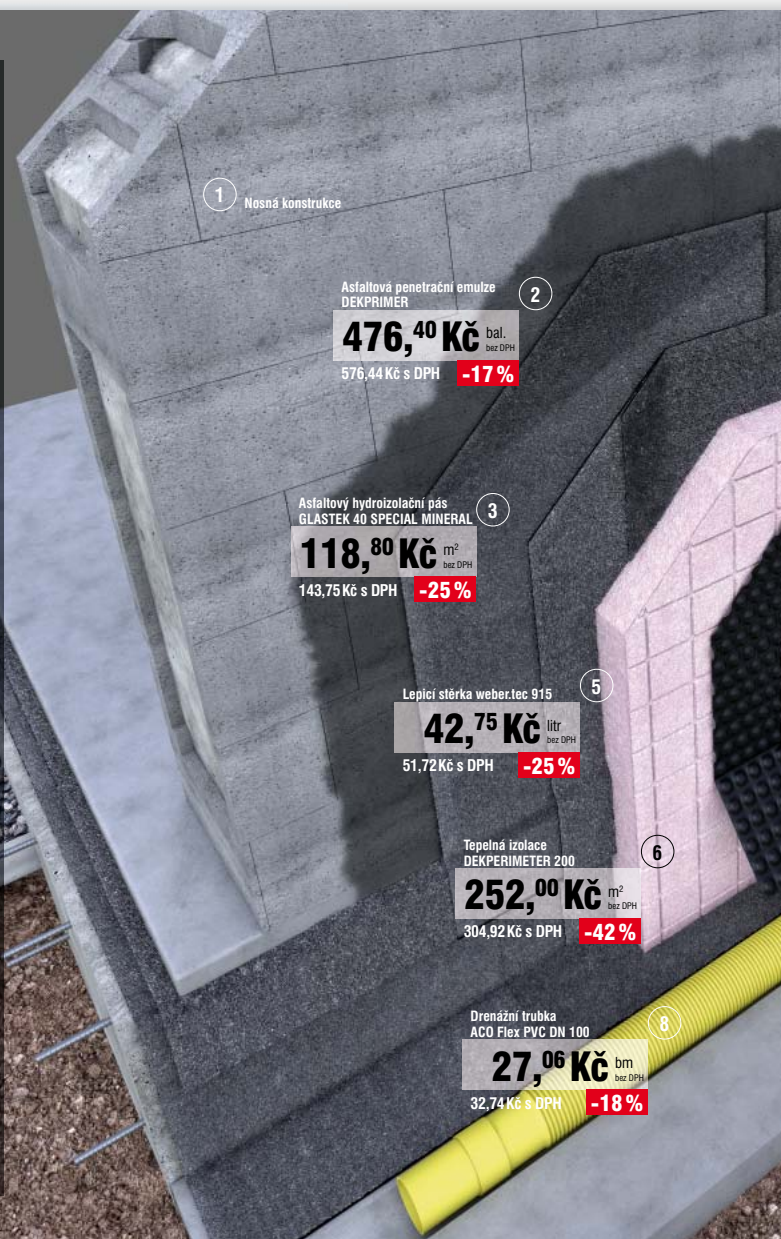 1 Nosná konstrukce
Asfaltová penetrační emulze
DEKPRIMER
2
476,40 Kč bal.
bez DPH
576,44 Kč s DPH -17 %
Asfaltový hydroizolační pás
GLASTEK 40 SPECIAL MINERAL
3
118,80 Kč m²
bez DPH
143,75 Kč s DPH -25 %
Lepicí stěrka weber.tec 915
5
42,75 Kč litr
bez DPH
51,72 Kč s DPH -25 %
Tepelná izolace
DEKPERIMETER 200
6
252,00 Kč m²
bez DPH
304,92 Kč s DPH -42 %
Drenážní trubka
ACO Flex PVC DN 100
8
27,06 Kč bm
bez DPH
32,74 Kč s DPH -18 %